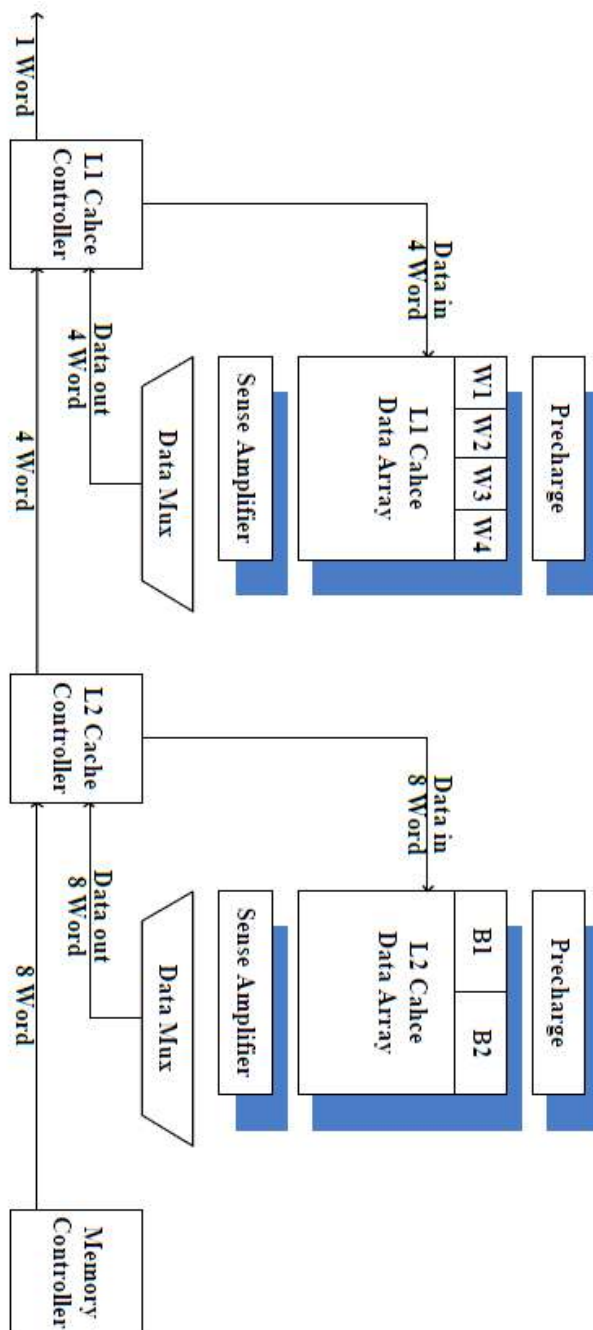 Precharge
W1 W2 W3 W4
L1 Cahce
Data Array
Sense Amplifier
Data Mux
Data in
4 Word
Data out
4 Word
L1 Cahce
Controller
1 Word
4 Word
Precharge
B1 B2
L2 Cahce
Data Array
Sense Amplifier
Data Mux
Data in
8 Word
Data out
8 Word
L2 Cache
Controller
8 Word
Memory
Controller